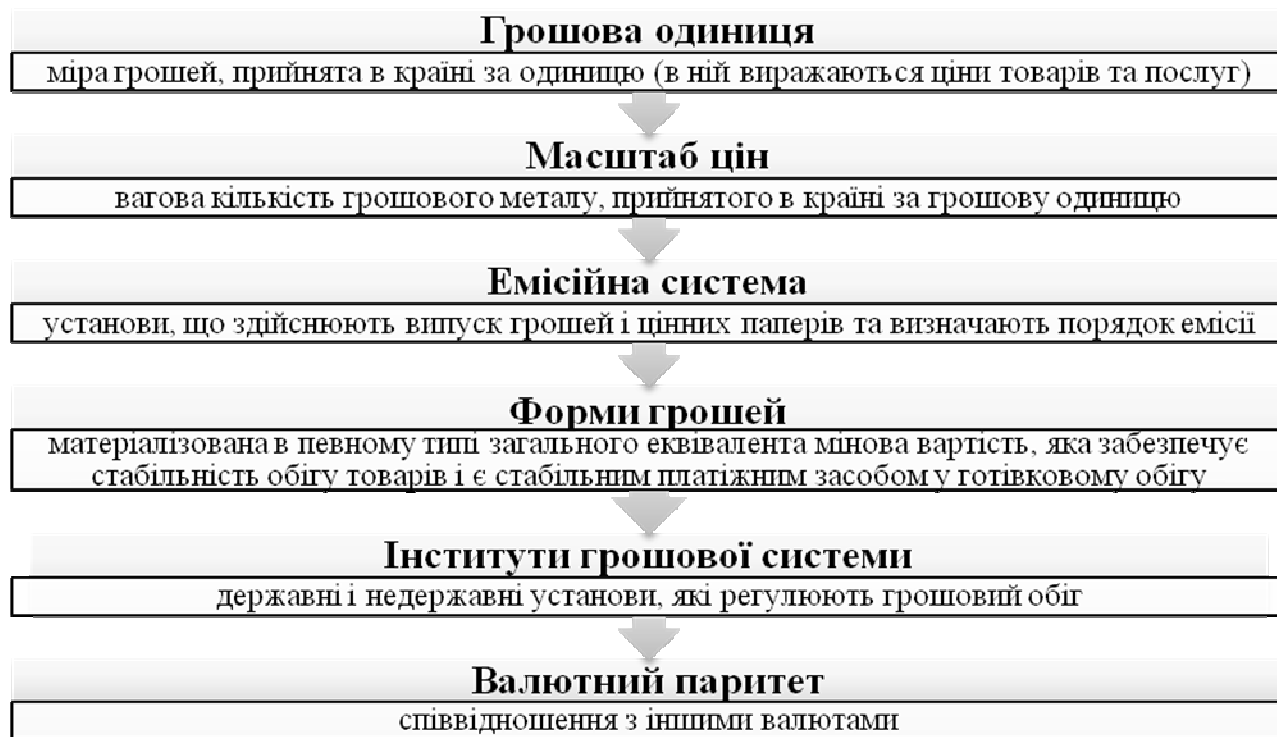 Грошова одиниця
міра грошей, прийнята в країні за одиницю (в ній виражаються ціни товарів та послуг)
Масштаб цін
вагова кількість грошового металу, прийнятого в країні за грошову одиницю
Емісійна система
установи, що здійснюють випуск грошей і цінних паперів та визначають порядок емісії
Форми грошей
матеріалізована в певному типі загального еквівалента мінова вартість, яка забезпечує
стабільність обігу товарів і є стабільним платіжним засобом у готівковому обігу
Інститути грошової системи
державні і недержавні установи, які регулюють грошовий обіг
Валютний паритет
співвідношення з іншими валютами